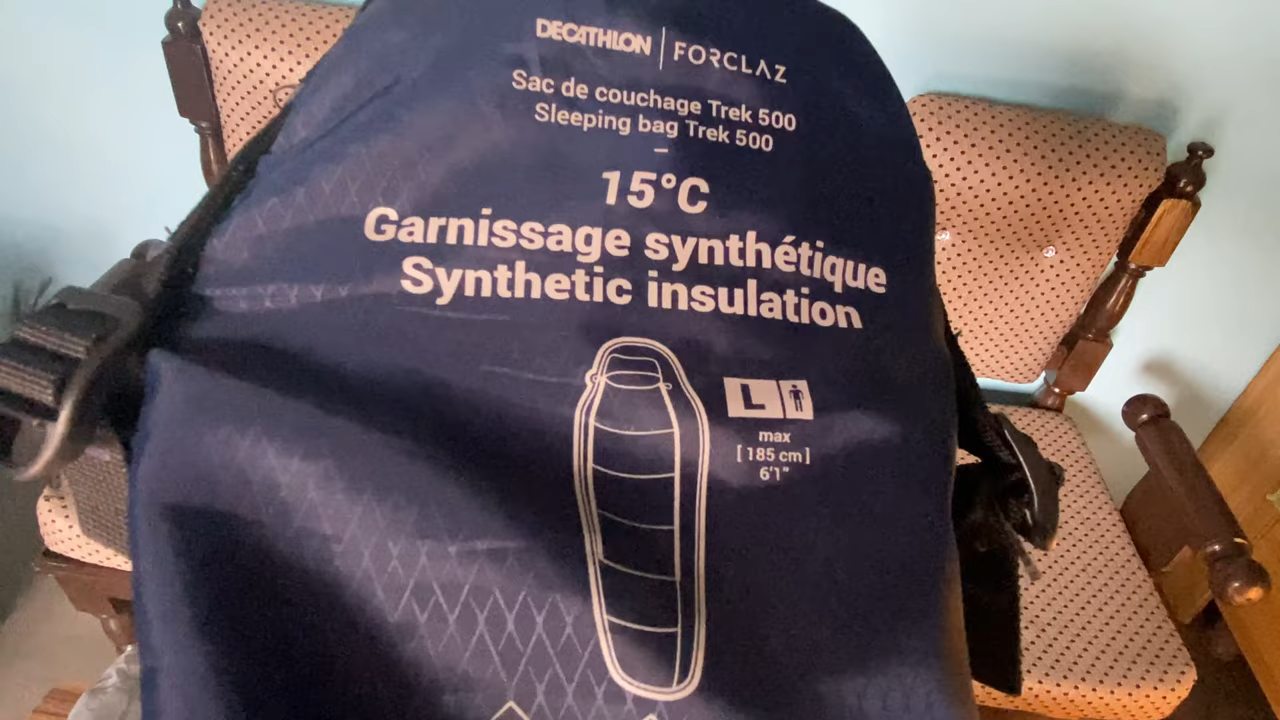 DECATHLON | FORCLAZ
Sac de couchage Trek 500
Sleeping bag Trek 500
–
15°C
Garnissage synthétique
Synthetic insulation
L
max
[ 185 cm ]
6'1"